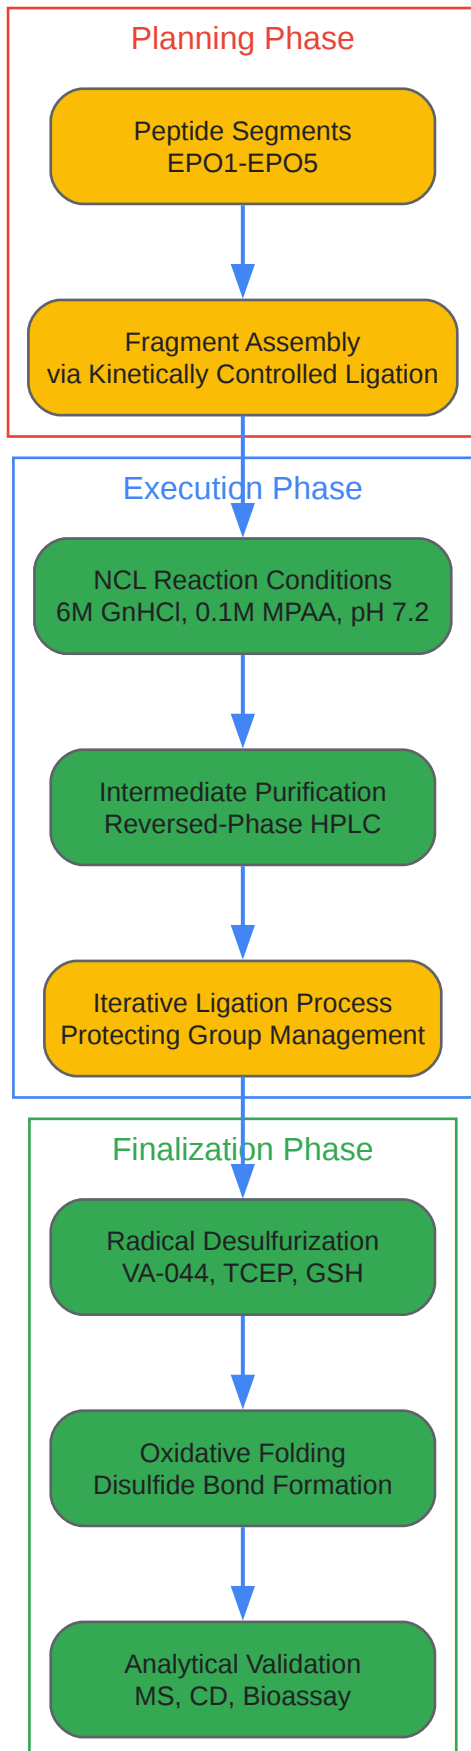 Planning Phase
Peptide Segments
EPO1-EPO5
Fragment Assembly
via Kinetically Controlled Ligation
Execution Phase
NCL Reaction Conditions
6M GnHCl, 0.1M MPAA, pH 7.2
Intermediate Purification
Reversed-Phase HPLC
Iterative Ligation Process
Protecting Group Management
Finalization Phase
Radical Desulfurization
VA-044, TCEP, GSH
Oxidative Folding
Disulfide Bond Formation
Analytical Validation
MS, CD, Bioassay